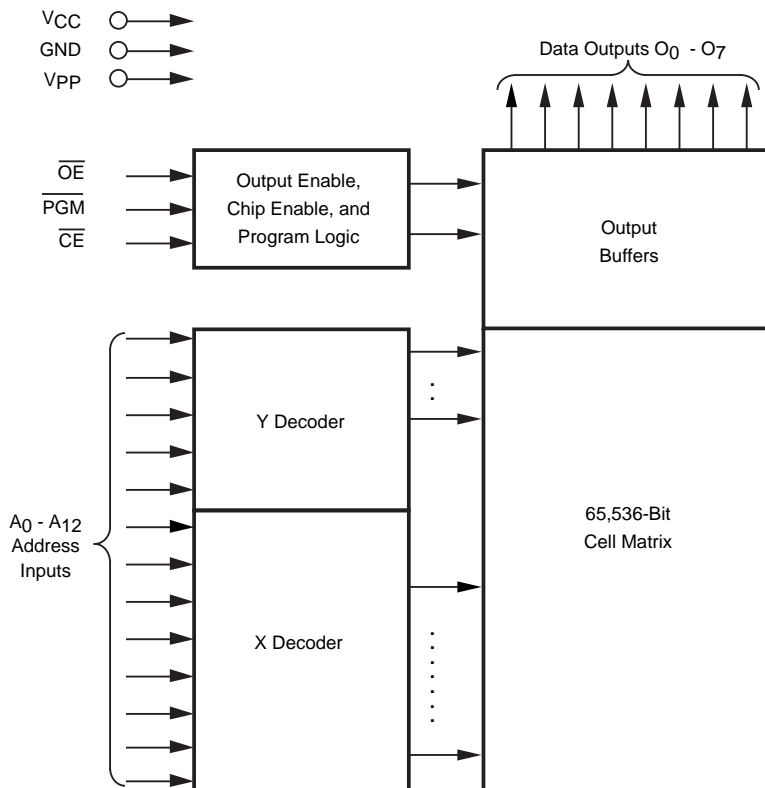 VCC
GND
VPP
Data Outputs O0 - O7
OE
PGM
CE
Output Enable,
Chip Enable, and
Program Logic
Output
Buffers
Y Decoder
A0 - A12
Address
Inputs
65,536-Bit
Cell Matrix
X Decoder